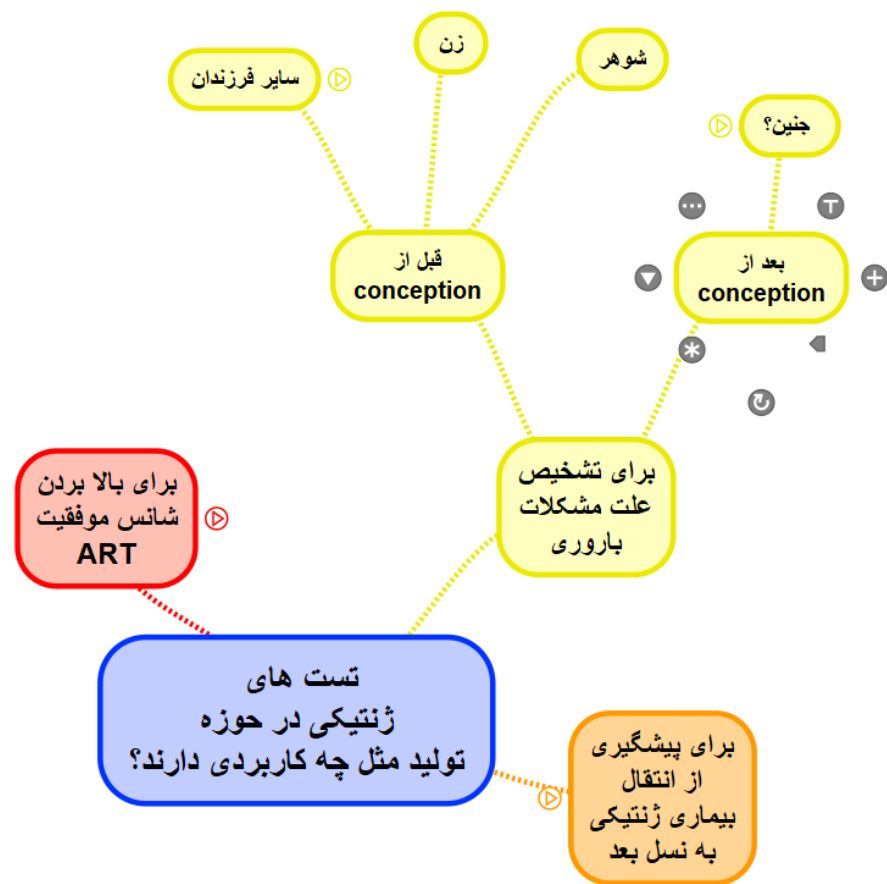 زن
شوهر
سایر فرزندان
جنین؟
قبل از
conception
بعد از
conception
برای تشخیص
علت مشکلات
باروری
برای بالا بردن
شانس موفقیت
ART
تست های
ژنتیکی در حوزه
تولید مثل چه کاربردی دارند؟
برای پیشگیری
از انتقال
بیماری ژنتیکی
به نسل بعد